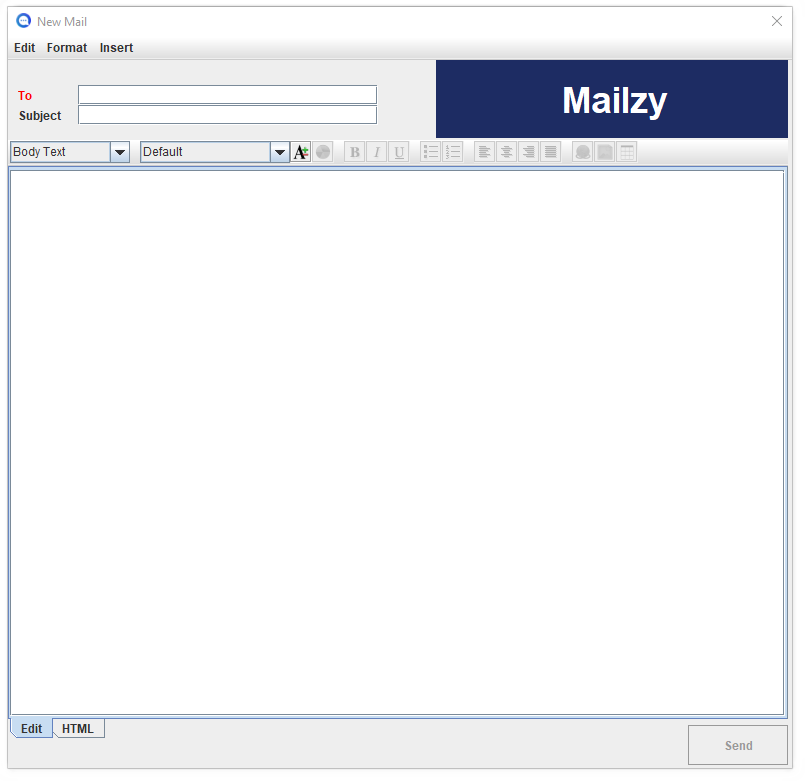 New Mail
Edit Format Insert
To
Subject
Mailzy
Body Text Default A B I U
Edit HTML
Send